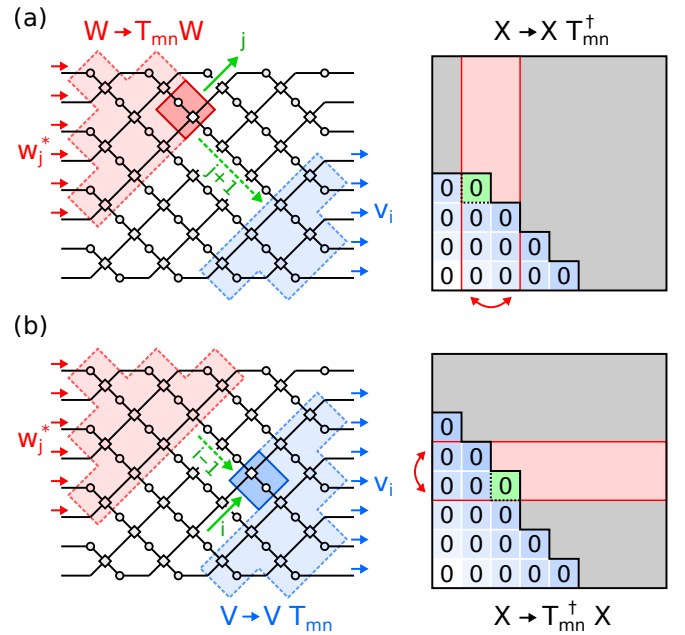 (a)
W → T_mn W
X → X T†_mn
j
w_j*
j+1
v_i
0 0
0 0 0
0 0 0 0
0 0 0 0 0
(b)
w_j*
i−1
i
v_i
0
0 0
0 0 0
0 0 0
0 0 0 0
0 0 0 0 0
V → V T_mn
X → T_mn† X